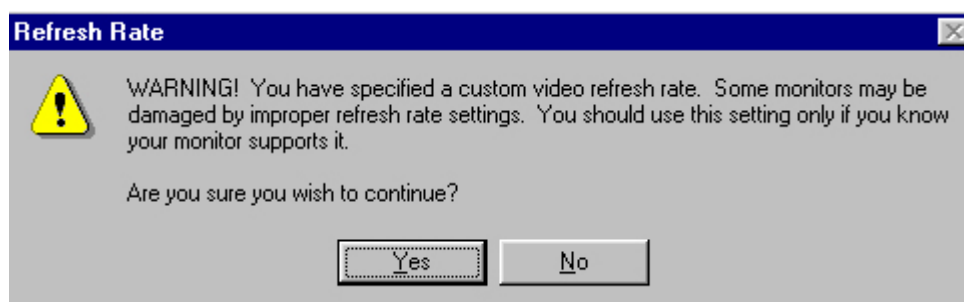 Refresh Rate
WARNING! You have specified a custom video refresh rate. Some monitors may be
damaged by improper refresh rate settings. You should use this setting only if you know
your monitor supports it.
Are you sure you wish to continue?
Yes No